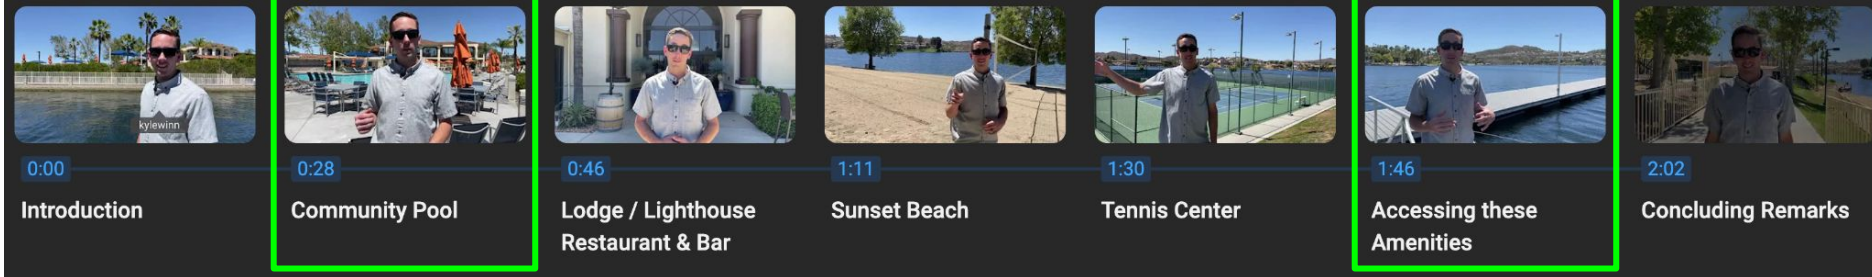 kylewinn
0:00
Introduction
0:28
Community Pool
0:46
Lodge / Lighthouse
Restaurant & Bar
1:11
Sunset Beach
1:30
Tennis Center
1:46
Accessing these
Amenities
2:02
Concluding Remarks